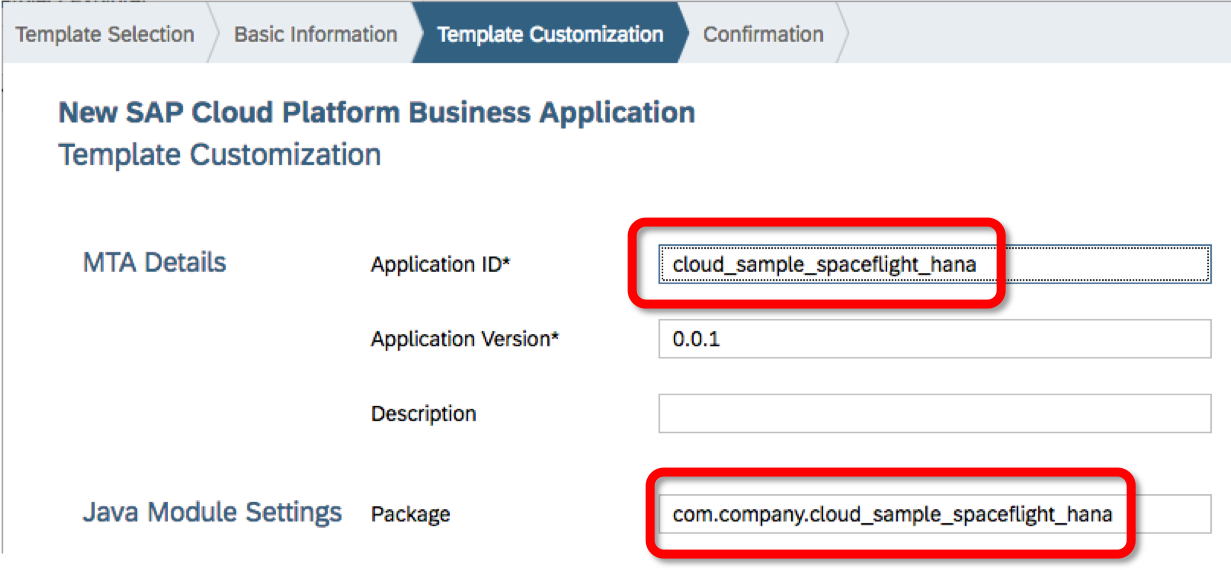 Template Selection Basic Information Template Customization Confirmation
New SAP Cloud Platform Business Application
Template Customization
MTA Details Application ID* cloud_sample_spaceflight_hana
Application Version* 0.0.1
Description
Java Module Settings Package com.company.cloud_sample_spaceflight_hana